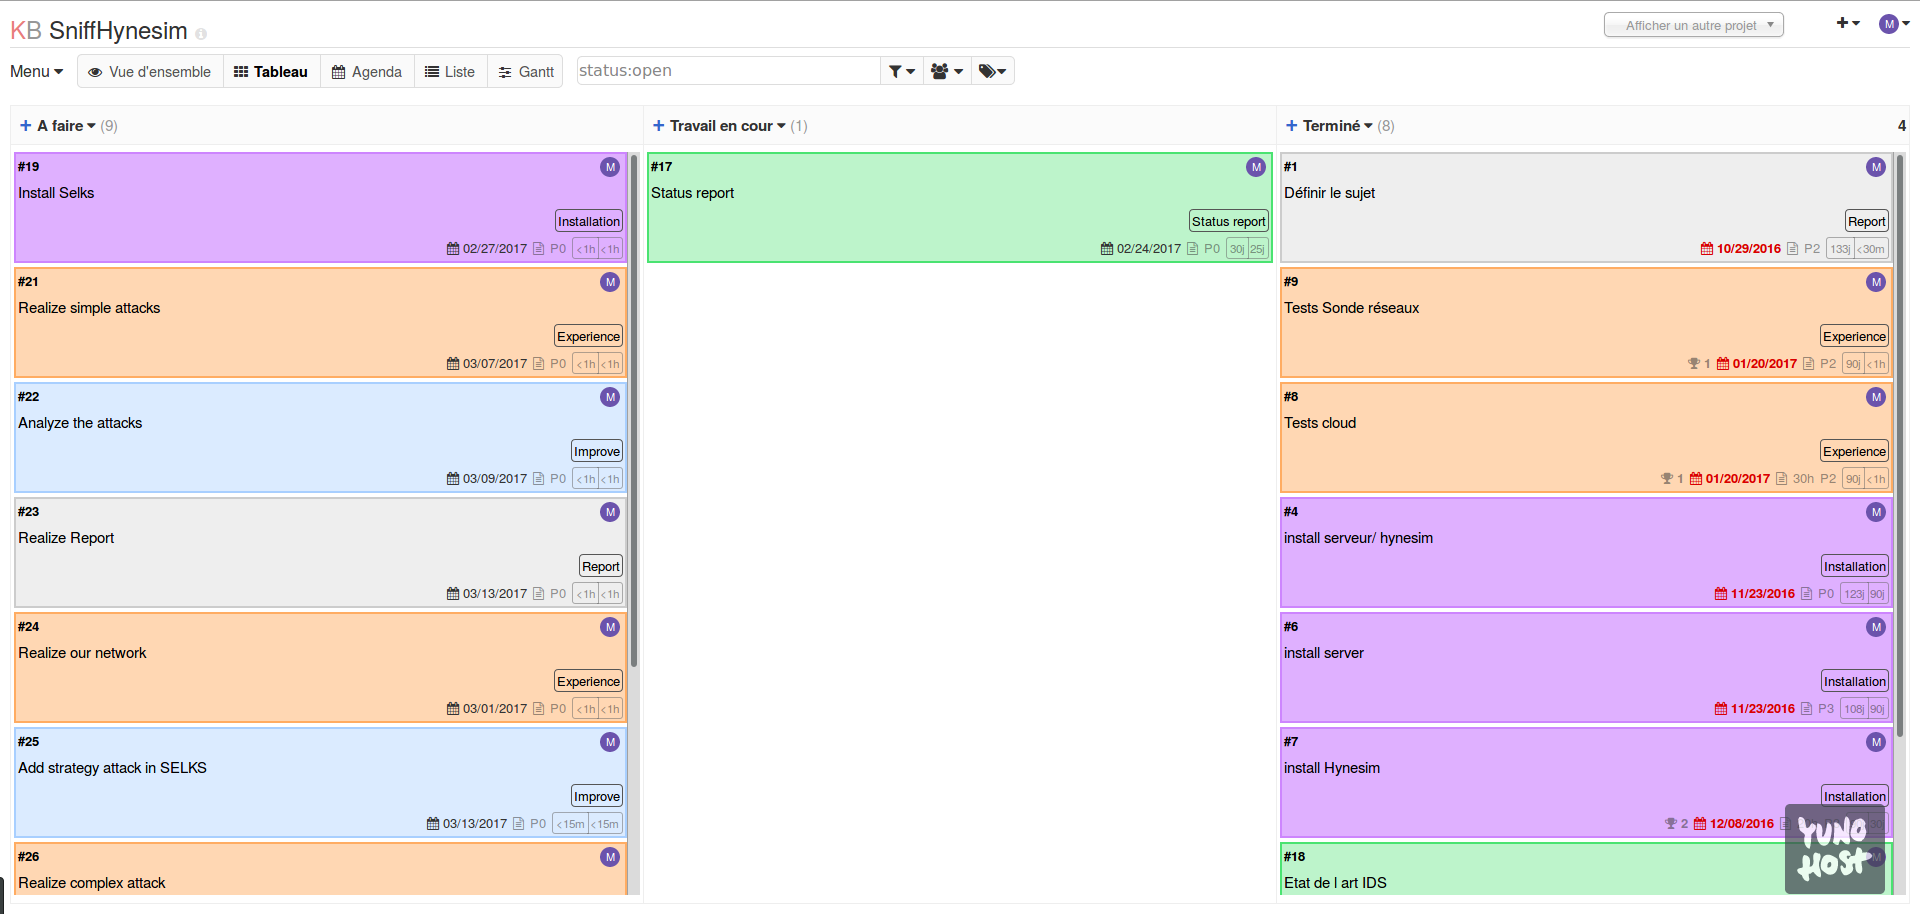 KB SniffHynesim
Afficher un autre projet
M
Menu
Vue d'ensemble
Tableau
Agenda
Liste
Gantt
status:open
+ A faire (9)
#19 M
Install Selks
Installation
02/27/2017 P0 <1h <1h
#21 M
Realize simple attacks
Experience
03/07/2017 P0 <1h <1h
#22 M
Analyze the attacks
Improve
03/09/2017 P0 <1h <1h
#23 M
Realize Report
Report
03/13/2017 P0 <1h <1h
#24 M
Realize our network
Experience
03/01/2017 P0 <1h <1h
#25 M
Add strategy attack in SELKS
Improve
03/13/2017 P0 <15m <15m
#26 M
Realize complex attack
+ Travail en cour (1)
#17 M
Status report
Status report
02/24/2017 P0 30j 25j
+ Terminé (8) 4
#1 M
Définir le sujet
Report
10/29/2016 P2 133j <30m
#9 M
Tests Sonde réseaux
Experience
1 01/20/2017 P2 90j <1h
#8 M
Tests cloud
Experience
1 01/20/2017 30h P2 90j <1h
#4 M
install serveur/ hynesim
Installation
11/23/2016 P0 123j 90j
#6 M
install server
Installation
11/23/2016 P3 108j 90j
#7 M
install Hynesim
Installation
2 12/08/2016
#18
Etat de l art IDS
YUNO
HOST